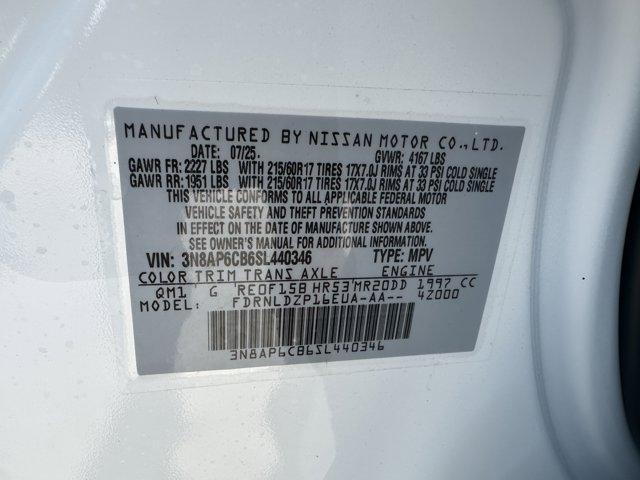 MANUFACTURED BY NISSAN MOTOR CO.,LTD.
DATE 07/25. GVWR: 4167 LBS
GAWR FR: 2227 LBS WITH 215/60R17 TIRES 17X7.0J RIMS AT 33 PSI COLD SINGLE
GAWR RR: 1951 LBS WITH 215/60R17 TIRES 17X7.0J RIMS AT 33 PSI COLD SINGLE
THIS VEHICLE CONFORMS TO ALL APPLICABLE FEDERAL MOTOR
VEHICLE SAFETY AND THEFT PREVENTION STANDARDS
IN EFFECT ON THE DATE OF MANUFACTURE SHOWN ABOVE.
SEE OWNER'S MANUAL FOR ADDITIONAL INFORMATION
VIN: 3N8AP6CB6SL440346 TYPE: MPV
COLOR TRIM TRANS AXLE ENGINE
QM1 G RE0F15B HR53 MR20DD 1997 CC
MODEL FDRNLDZP16EUA-AA-- 4Z000
3N8AP6CB6SL440346